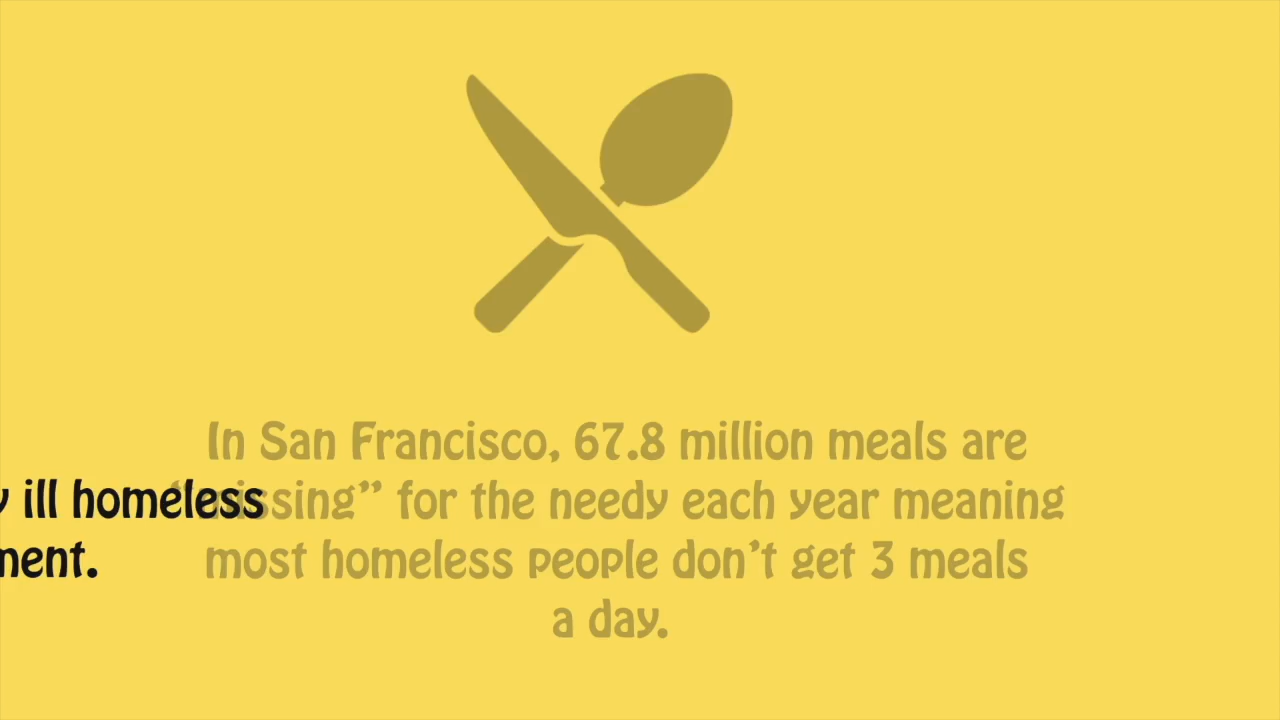 In San Francisco, 67.8 million meals are
“missing” for the needy each year meaning
most homeless people don’t get 3 meals
a day.
ill homeless